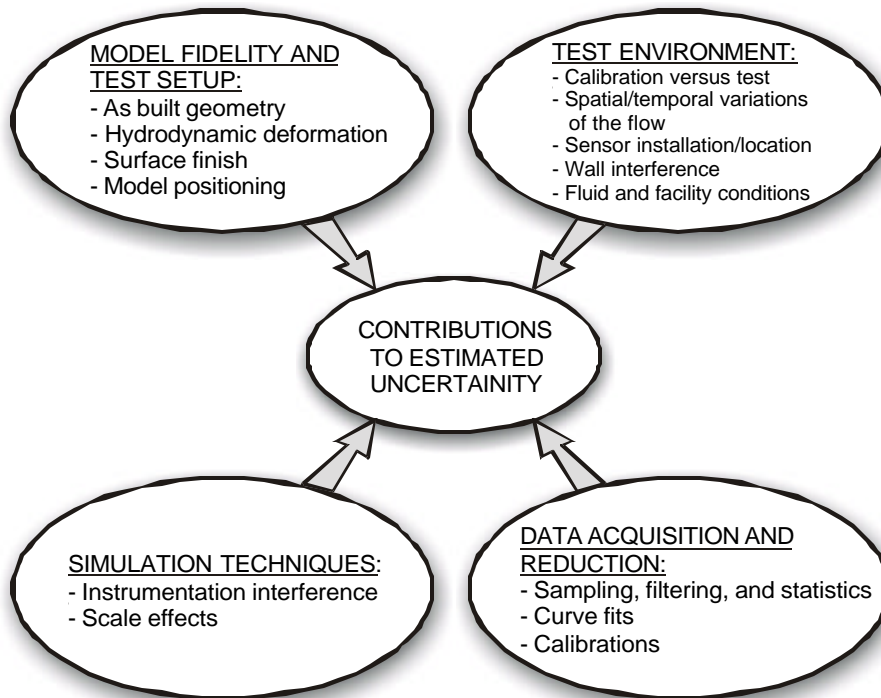 MODEL FIDELITY AND
TEST SETUP:
- As built geometry
- Hydrodynamic deformation
- Surface finish
- Model positioning
TEST ENVIRONMENT:
- Calibration versus test
- Spatial/temporal variations
of the flow
- Sensor installation/location
- Wall interference
- Fluid and facility conditions
CONTRIBUTIONS
TO ESTIMATED
UNCERTAINITY
SIMULATION TECHNIQUES:
- Instrumentation interference
- Scale effects
DATA ACQUISITION AND
REDUCTION:
- Sampling, filtering, and statistics
- Curve fits
- Calibrations